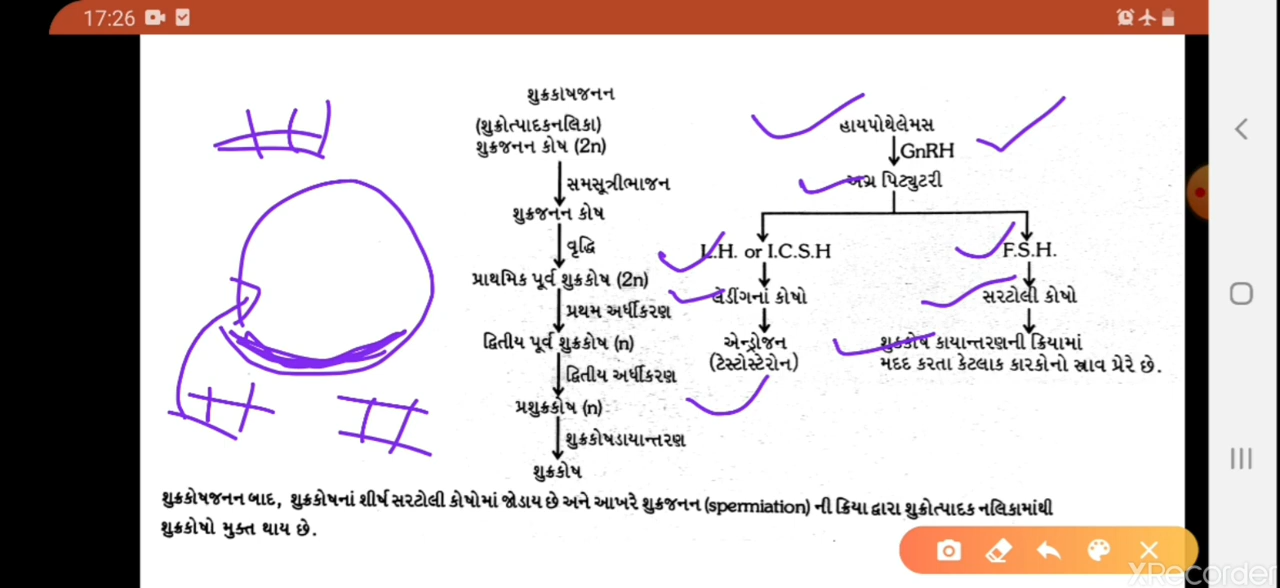 17:26
શુક્રકોષજનન
(શુક્રોત્પાદકનલિકા)
શુક્રજનન કોષ (2n)
સમસૂત્રીભાજન
શુક્રજનન કોષ
વૃદ્ધિ
પ્રાથમિક પૂર્વ શુક્રકોષ (2n)
પ્રથમ અર્ધીકરણ
દ્વિતીય પૂર્વ શુક્રકોષ (n)
દ્વિતીય અર્ધીકરણ
પ્રશુક્રકોષ (n)
શુક્રકોષડાયાન્તરણ
શુક્રકોષ
હાયપોથેલેમસ
GnRH
અગ્ર પિટ્યુટરી
L.H. or I.C.S.H
લેડીંગનાં કોષો
એન્ડ્રોજન
(ટેસ્ટોસ્ટેરોન)
F.S.H.
સરટોલી કોષો
શુક્રકોષ કાયાન્તરણની ક્રિયામાં
મદદ કરતા કેટલાક કારકોનો સ્ત્રાવ પ્રેરે છે.
શુક્રકોષજનન બાદ, શુક્રકોષનાં શીર્ષ સરટોલી કોષોમાં જોડાય છે અને આખરે શુક્રજનન (spermiation) ની ક્રિયા દ્વારા શુક્રોત્પાદક નલિકામાંથી
શુક્રકોષો મુક્ત થાય છે.
XRecorder